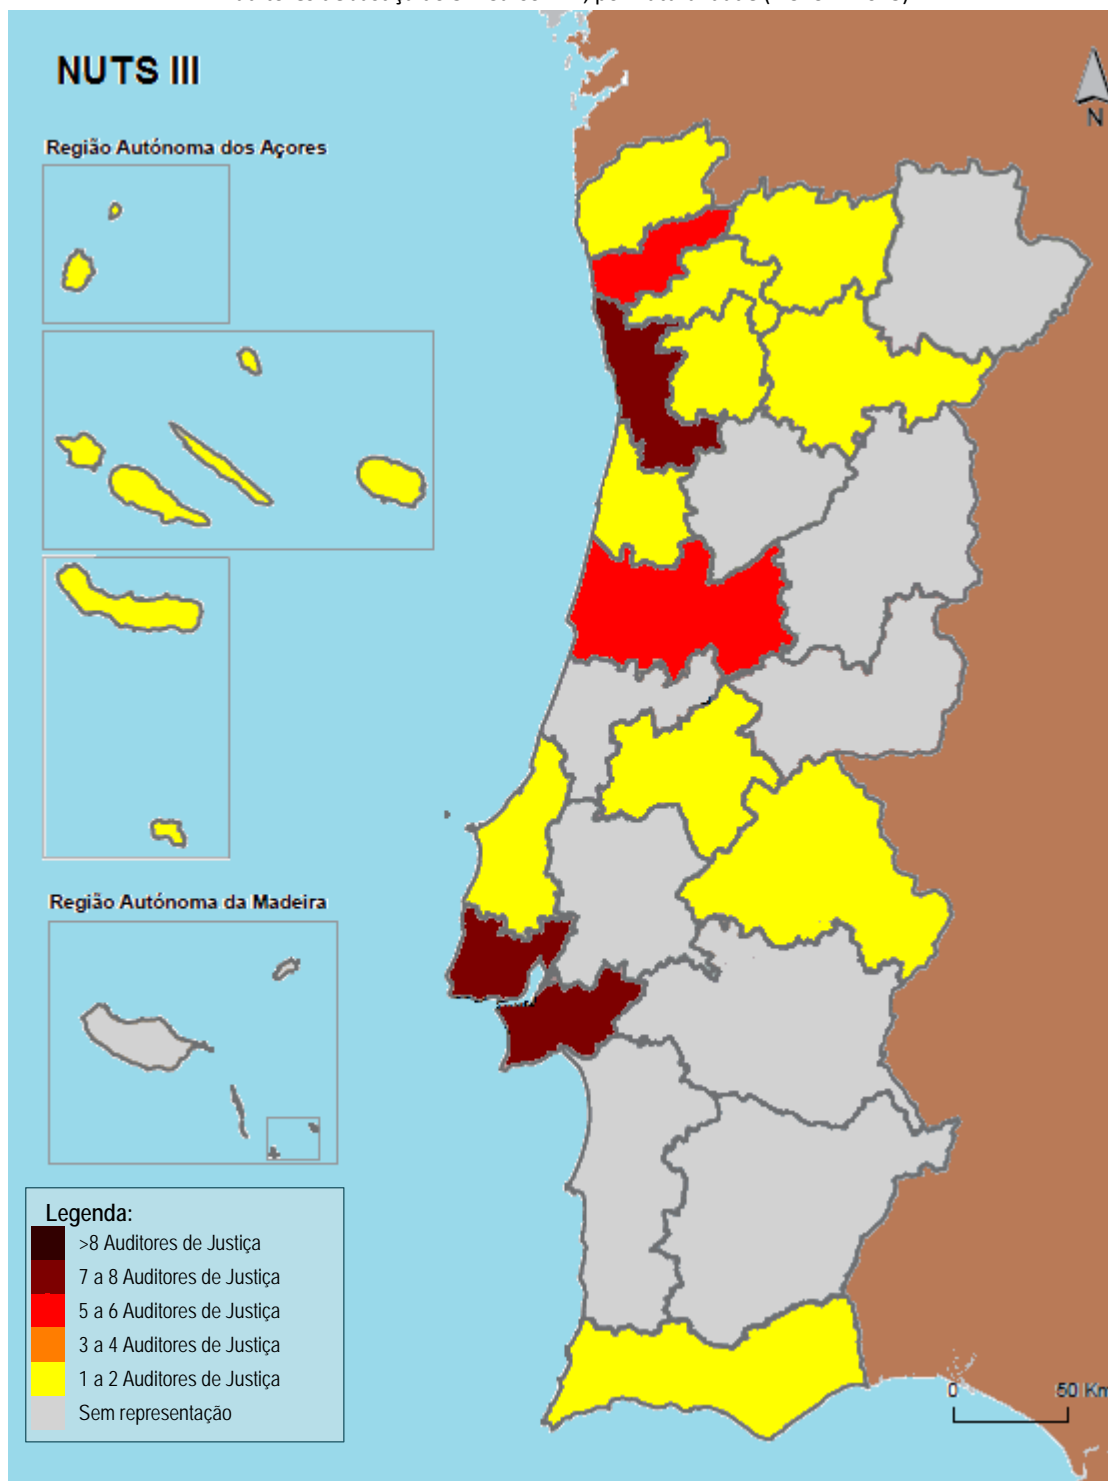 NUTS III
N
Região Autónoma dos Açores
Região Autónoma da Madeira
Legenda:
>8 Auditores de Justiça
7 a 8 Auditores de Justiça
5 a 6 Auditores de Justiça
3 a 4 Auditores de Justiça
1 a 2 Auditores de Justiça
Sem representação
0 50 Km